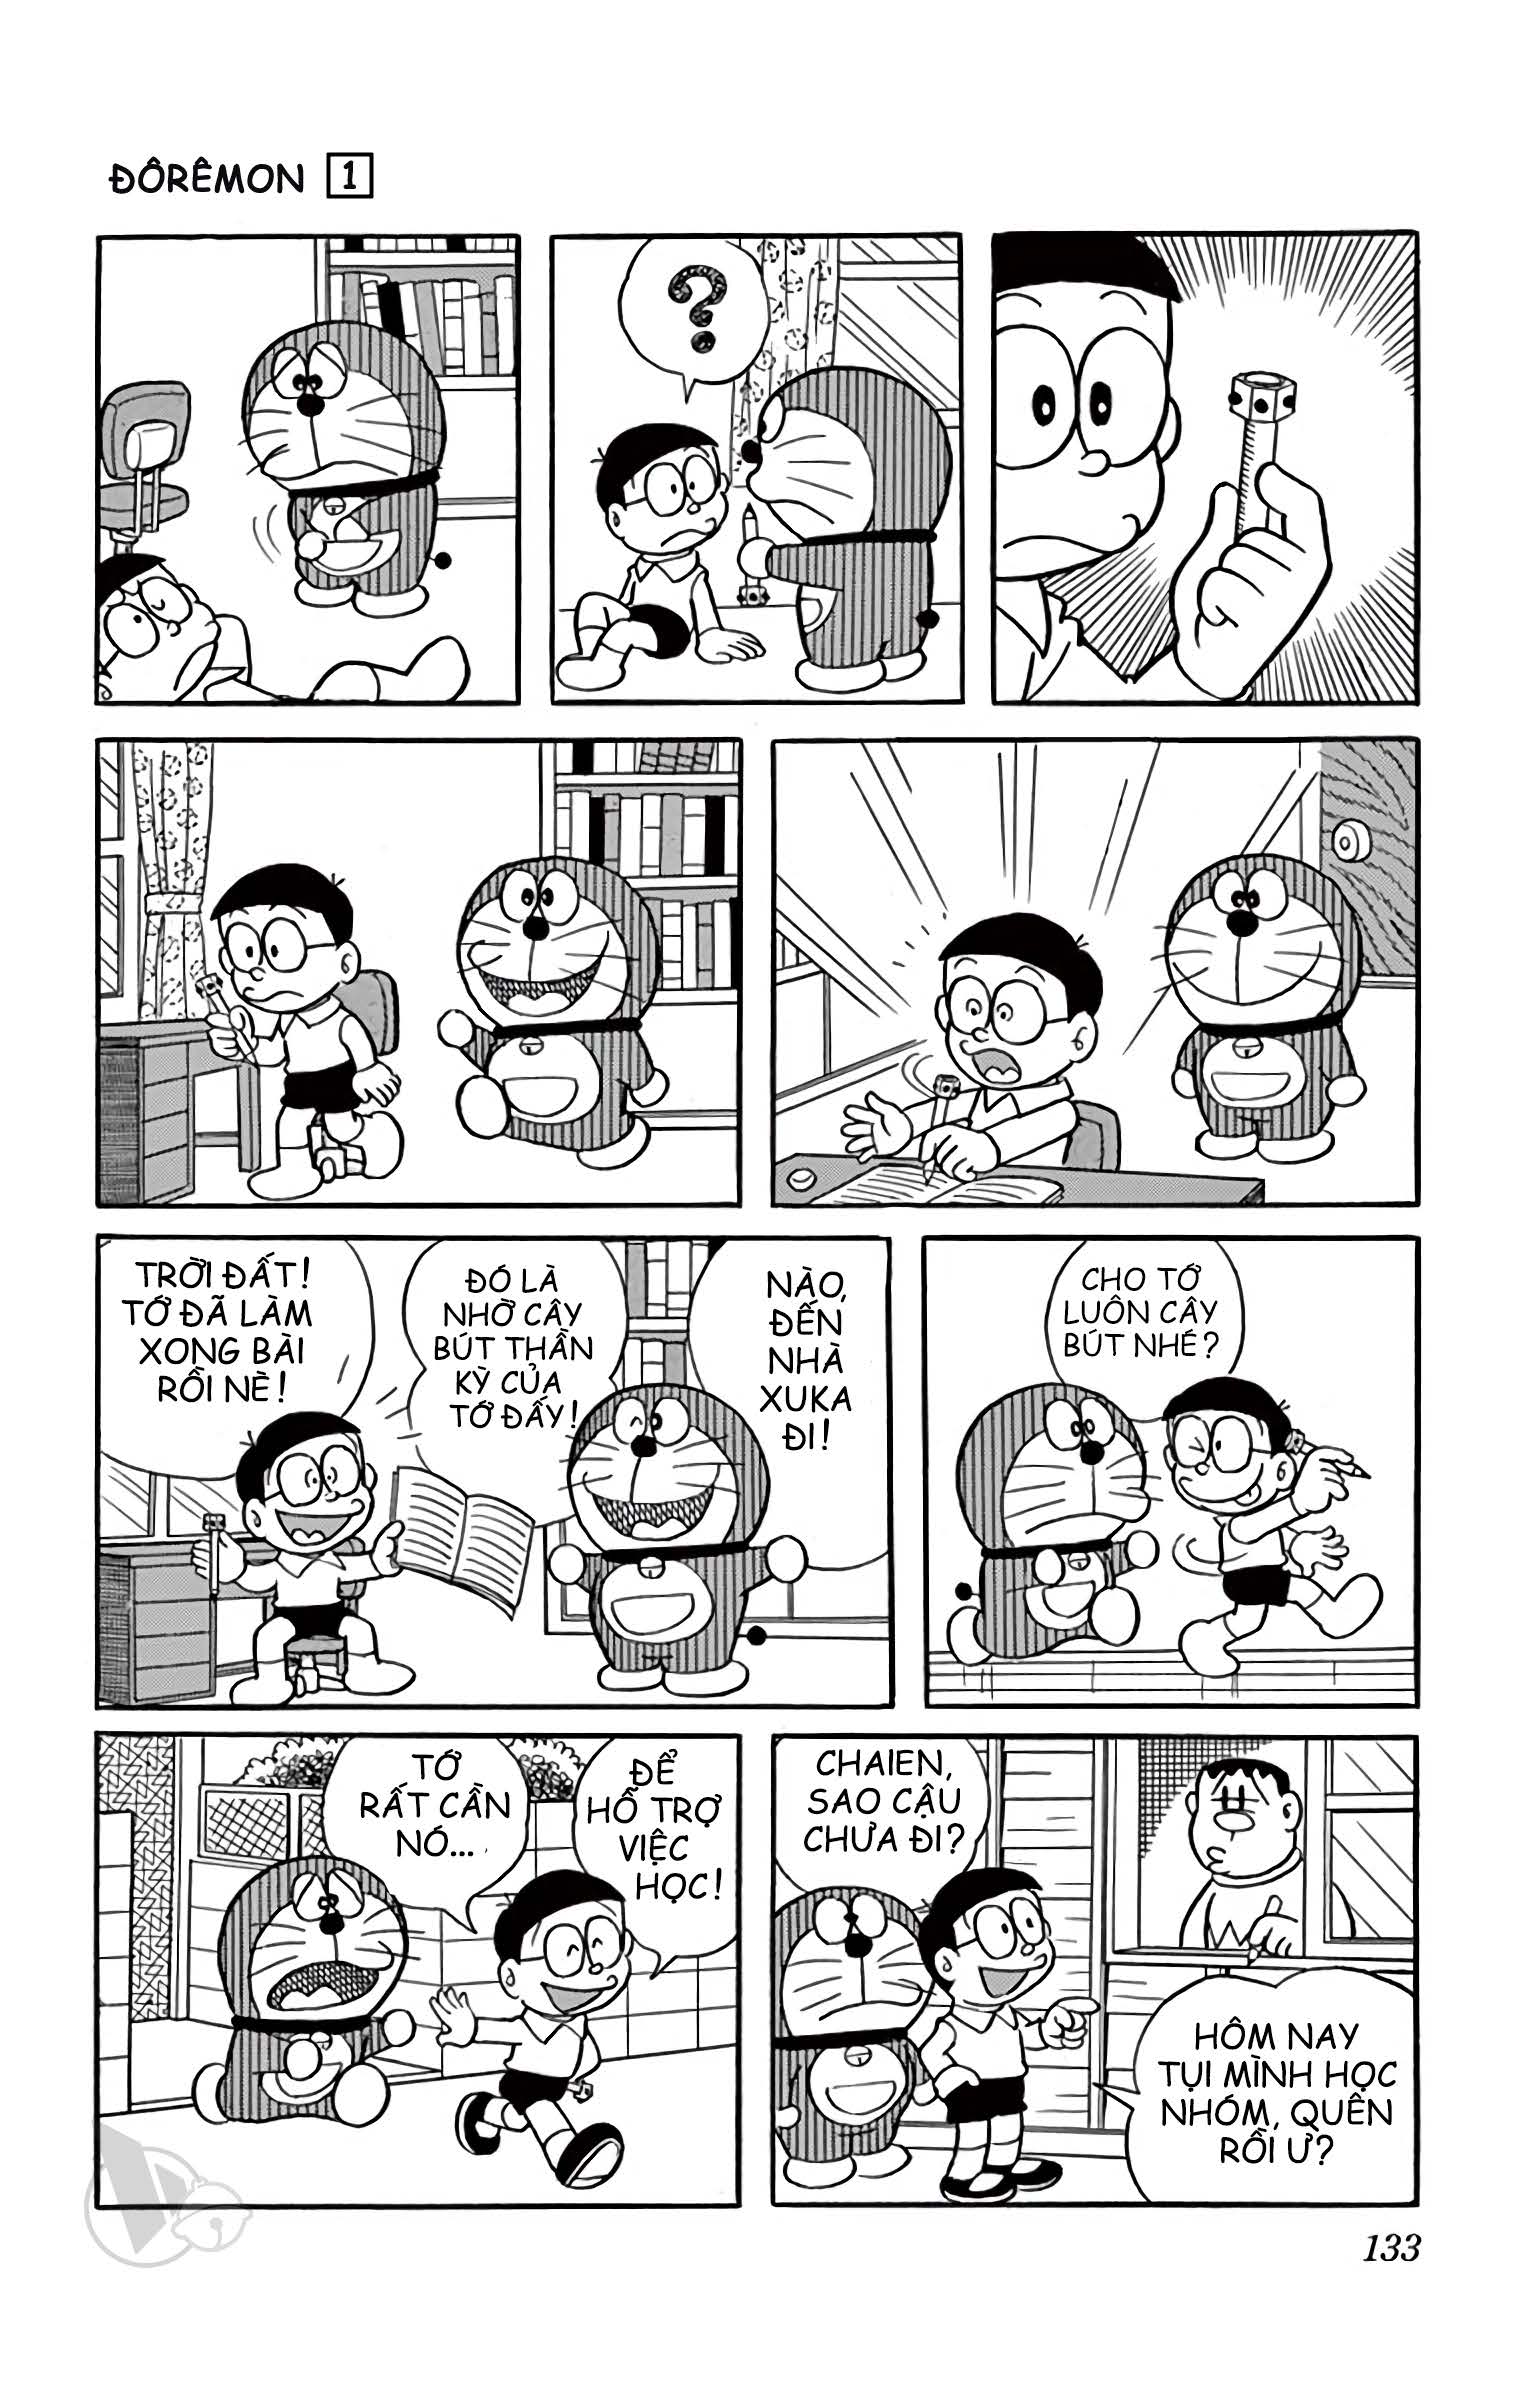 ĐÔRÊMON 1
?
TRỜI ĐẤT!
TỚ ĐÃ LÀM
XONG BÀI
RỒI NÈ!
ĐÓ LÀ
NHỜ CÂY
BÚT THẦN
KỲ CỦA
TỚ ĐẤY!
NÀO,
ĐẾN
NHÀ
XUKA
ĐI!
CHO TỚ
LUÔN CÂY
BÚT NHÉ?
TỚ
RẤT CẦN
NÓ...
ĐỂ
HỖ TRỢ
VIỆC
HỌC!
CHAIEN,
SAO CẬU
CHƯA ĐI?
HÔM NAY
TỤI MÌNH HỌC
NHÓM, QUÊN
RỒI Ư?
133